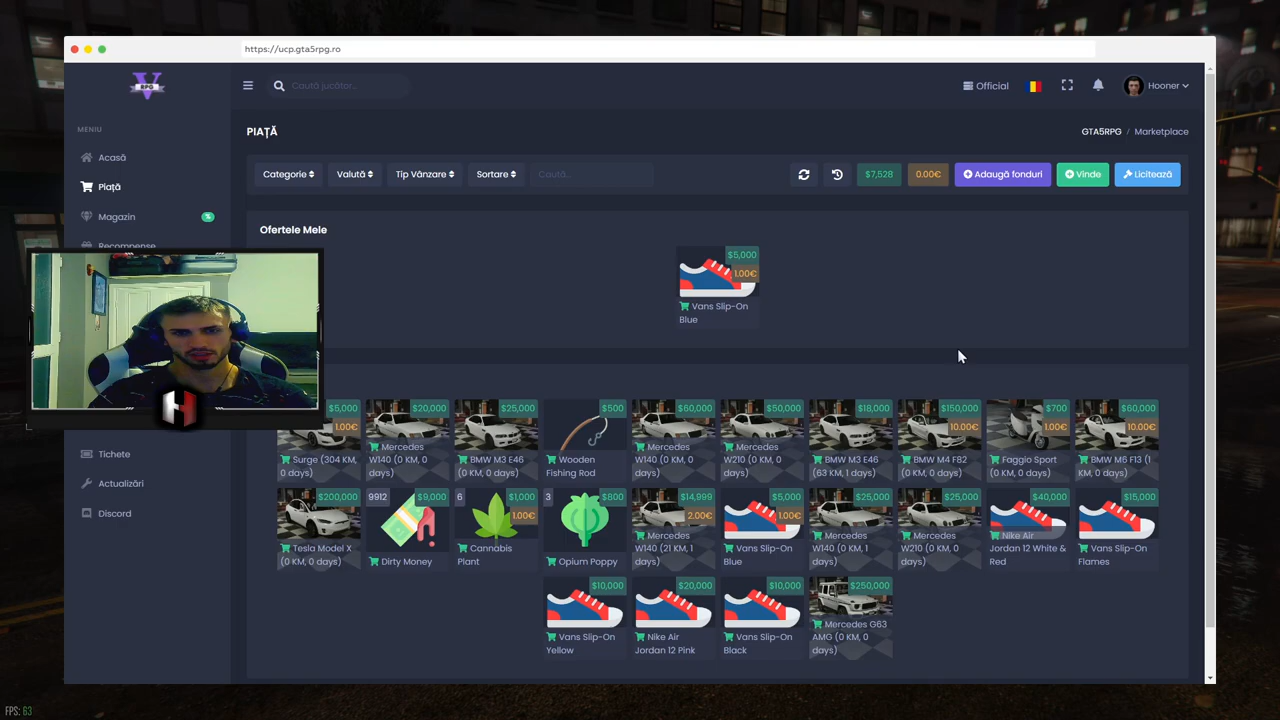 https://ucp.gta5rpg.ro
V
RPG
Caută jucător...
Official
Hooner
MENIU
Acasă
Piață
Magazin
%
Recompense
Tichete
Actualizări
Discord
PIAȚĂ
GTA5RPG / Marketplace
Categorie
Valută
Tip Vânzare
Sortare
Caută...
$7,528
0.00€
Adaugă fonduri
Vinde
Licitează
Ofertele Mele
$5,000
1.00€
Vans Slip-On
Blue
$5,000
1.00€
Surge (304 KM,
0 days)
$20,000
Mercedes
W140 (0 KM, 0
days)
$25,000
BMW M3 E46
(0 KM, 0 days)
$500
Wooden
Fishing Rod
$60,000
Mercedes
W140 (0 KM, 0
days)
$50,000
Mercedes
W210 (0 KM, 0
days)
$18,000
BMW M3 E46
(63 KM, 1 days)
$150,000
10.00€
BMW M4 F82
(0 KM, 0 days)
$700
1.00€
Faggio Sport
(0 KM, 0 days)
$60,000
10.00€
BMW M6 F13 (1
KM, 0 days)
$200,000
Tesla Model X
(0 KM, 0 days)
9912
$9,000
Dirty Money
6
$1,000
1.00€
Cannabis
Plant
3
$800
Opium Poppy
$14,999
2.00€
Mercedes
W140 (21 KM, 1
days)
$5,000
1.00€
Vans Slip-On
Blue
$25,000
Mercedes
W140 (0 KM, 1
days)
$25,000
Mercedes
W210 (0 KM, 0
days)
$40,000
Nike Air
Jordan 12 White &
Red
$15,000
Vans Slip-On
Flames
$10,000
Vans Slip-On
Yellow
$20,000
Nike Air
Jordan 12 Pink
$10,000
Vans Slip-On
Black
$250,000
Mercedes G63
AMG (0 KM, 0
days)
H
FPS: 63